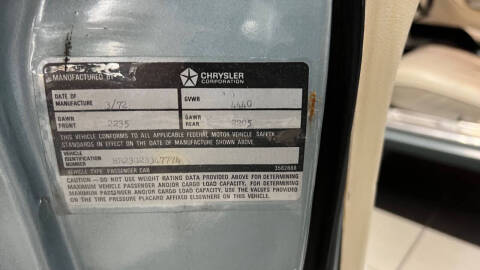 MANUFACTURED BY CHRYSLER
CORPORATION
DATE OF
MANUFACTURE 3/72 GVWR 4440
GAWR
FRONT 2235 GAWR
REAR 2205
THIS VEHICLE CONFORMS TO ALL APPLICABLE FEDERAL MOTOR VEHICLE SAFETY
STANDARDS IN EFFECT ON THE DATE OF MANUFACTURE SHOWN ABOVE.
VEHICLE
IDENTIFICATION
NUMBER
VEHICLE TYPE PASSENGER CAR 3582888
CAUTION—DO NOT USE WEIGHT RATING DATA ABOVE FOR DETERMINING
MAXIMUM VEHICLE PASSENGER AND/OR CARGO LOAD CAPACITY. FOR DETERMINING
MAXIMUM PASSENGER AND/OR CARGO LOAD CAPACITY, USE THE VALUES PROVIDED
ON THE TIRE PRESSURE PLACARD AFFIXED ELSEWHERE ON THIS VEHICLE.